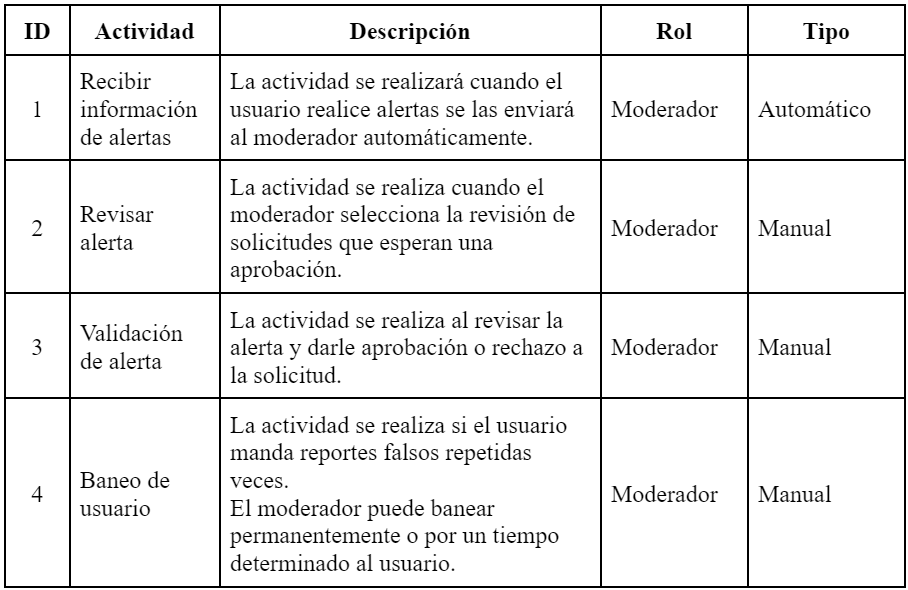 ID Actividad Descripción Rol Tipo
1 Recibir información de alertas La actividad se realizará cuando el
usuario realice alertas se las enviará
al moderador automáticamente. Moderador Automático
2 Revisar alerta La actividad se realiza cuando el
moderador selecciona la revisión de
solicitudes que esperan una
aprobación. Moderador Manual
3 Validación de alerta La actividad se realiza al revisar la
alerta y darle aprobación o rechazo a
la solicitud. Moderador Manual
4 Baneo de usuario La actividad se realiza si el usuario
manda reportes falsos repetidas
veces.
El moderador puede banear
permanentemente o por un tiempo
determinado al usuario. Moderador Manual